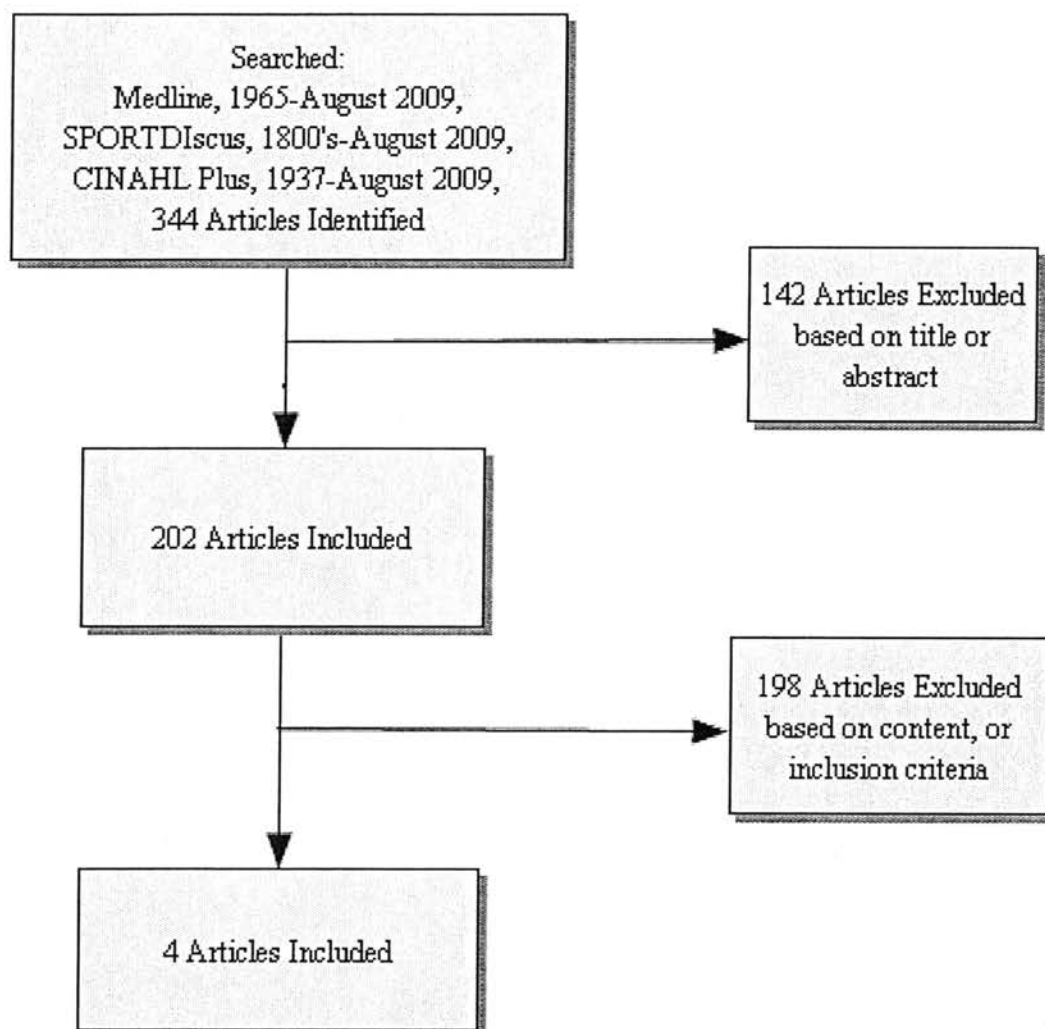 Searched:
Medline, 1965-August 2009,
SPORTDIscus, 1800's-August 2009,
CINAHL Plus, 1937-August 2009,
344 Articles Identified
142 Articles Excluded
based on title or
abstract
202 Articles Included
198 Articles Excluded
based on content, or
inclusion criteria
4 Articles Included